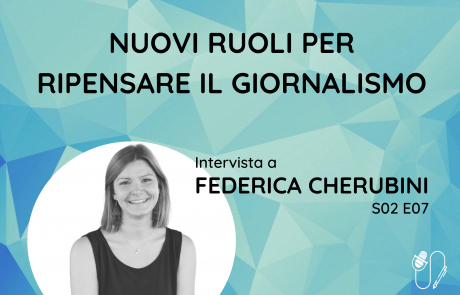 NUOVI RUOLI PER
RIPENSARE IL GIORNALISMO
Intervista a
FEDERICA CHERUBINI
S02 E07